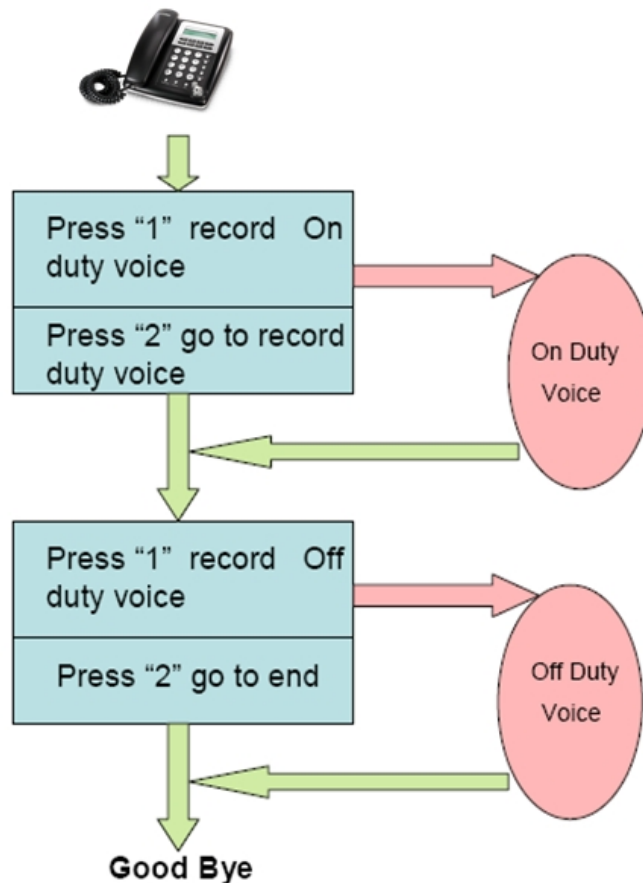 Press “1” record On
duty voice
Press “2” go to record
duty voice
On Duty
Voice
Press “1” record Off
duty voice
Press “2” go to end
Off Duty
Voice
Good Bye